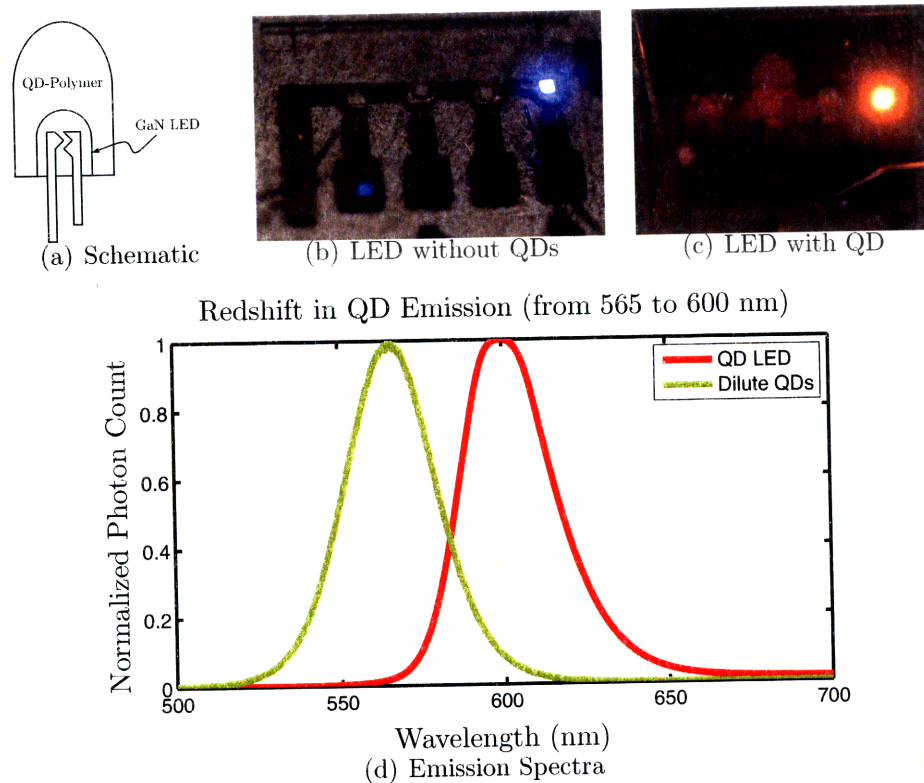 QD-Polymer
GaN LED
(a) Schematic
(b) LED without QDs
(c) LED with QD
Redshift in QD Emission (from 565 to 600 nm)
QD LED
Dilute QDs
Normalized Photon Count
1
0.8
0.6
0.4
0.2
0
500
550
600
650
700
Wavelength (nm)
(d) Emission Spectra